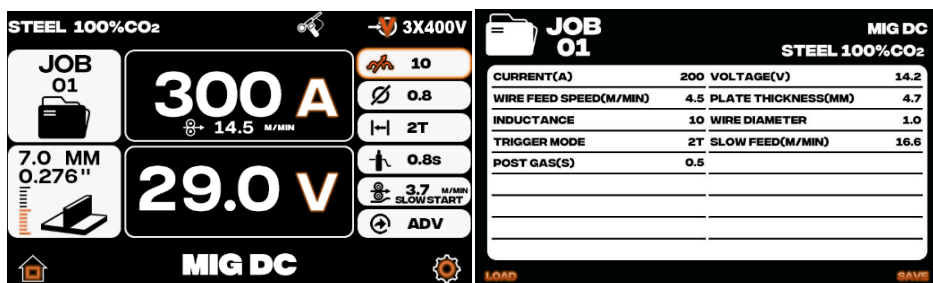 STEEL 100%CO₂
3X400V
JOB
01
300 A
14.5 M/MIN
10
0.8
2T
7.0 MM
0.276"
29.0 V
0.8s
3.7 M/MIN
SLOW START
ADV
MIG DC
JOB
01
MIG DC
STEEL 100%CO₂
CURRENT(A) 200 VOLTAGE(V) 14.2
WIRE FEED SPEED(M/MIN) 4.5 PLATE THICKNESS(MM) 4.7
INDUCTANCE 10 WIRE DIAMETER 1.0
TRIGGER MODE 2T SLOW FEED(M/MIN) 16.6
POST GAS(S) 0.5
LOAD SAVE